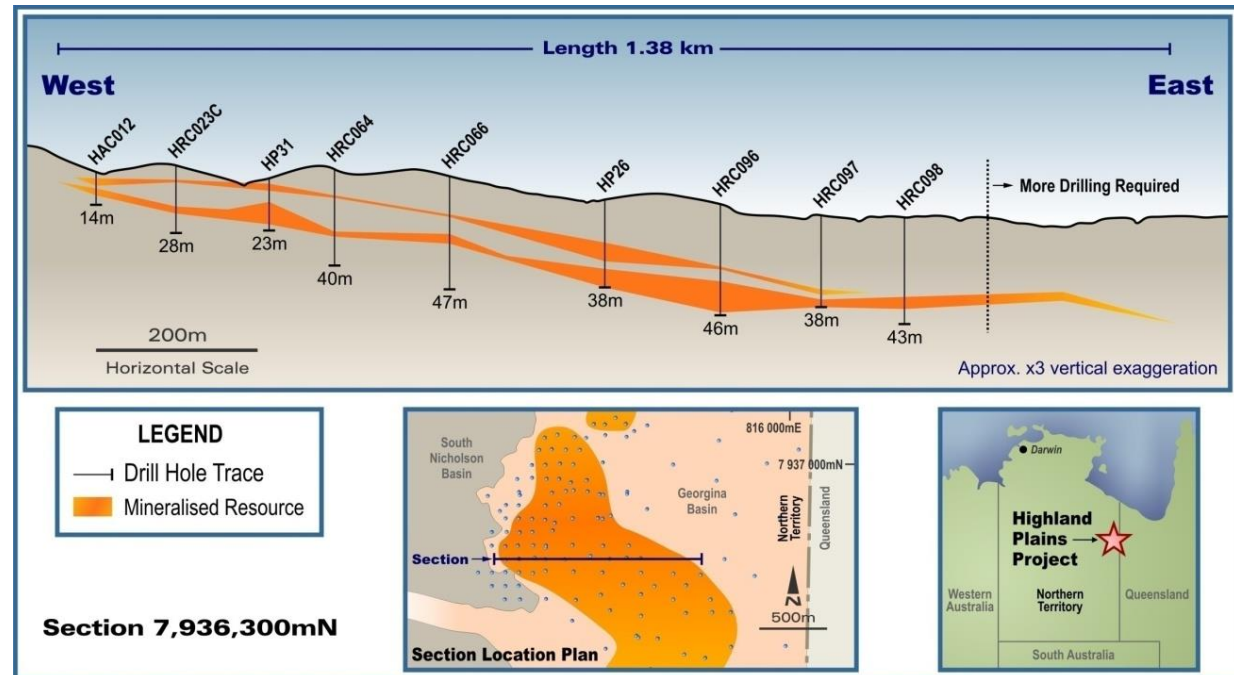 Length 1.38 km
West
East
HAC012
HRC023C
HP31
HRC064
HRC066
HP26
HRC096
HRC097
HRC098
More Drilling Required
14m
28m
23m
40m
47m
38m
46m
38m
43m
200m
Horizontal Scale
Approx. x3 vertical exaggeration
LEGEND
Drill Hole Trace
Mineralised Resource
Section 7,936,300mN
South
Nicholson
Basin
816 000mE
7 937 000mN
Georgina
Basin
Northern
Territory
Queensland
Section
N
500m
Section Location Plan
Darwin
Highland
Plains
Project
Western
Australia
Northern
Territory
Queensland
South Australia